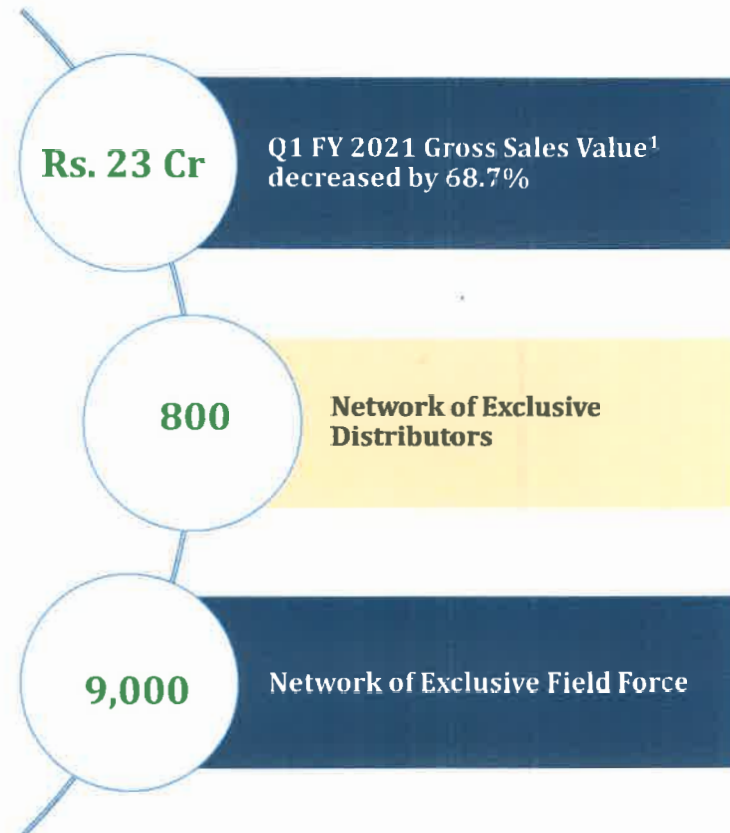 Rs. 23 Cr
Q1 FY 2021 Gross Sales Value¹
decreased by 68.7%
800
Network of Exclusive
Distributors
9,000
Network of Exclusive Field Force